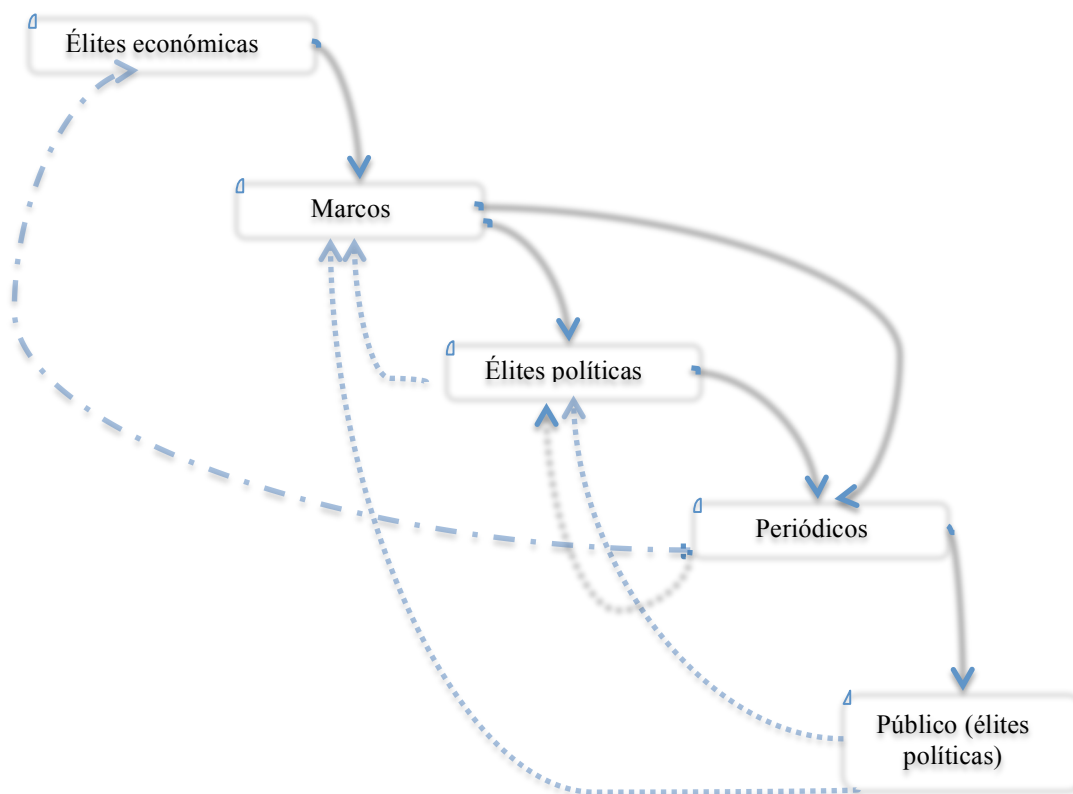 Élites económicas
Marcos
Élites políticas
Periódicos
Público (élites
políticas)